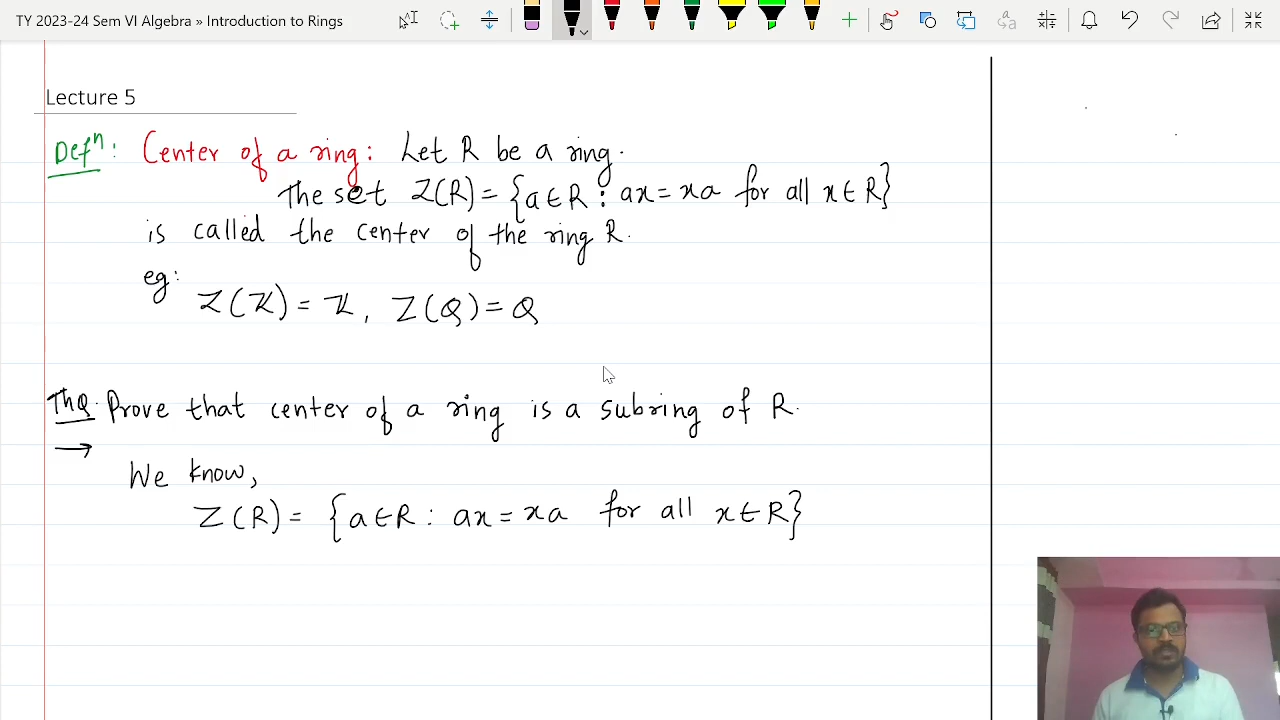 TY 2023-24 Sem VI Algebra » Introduction to Rings
Lecture 5
Defⁿ: Center of a ring: Let R be a ring.
The set Z(R) = {a ∈ R : ax = xa for all x ∈ R}
is called the center of the ring R.
eg:
Z(ℤ) = ℤ, Z(ℚ) = ℚ
ThQ. Prove that center of a ring is a subring of R.
→
We know,
Z(R) = {a ∈ R : ax = xa for all x ∈ R}